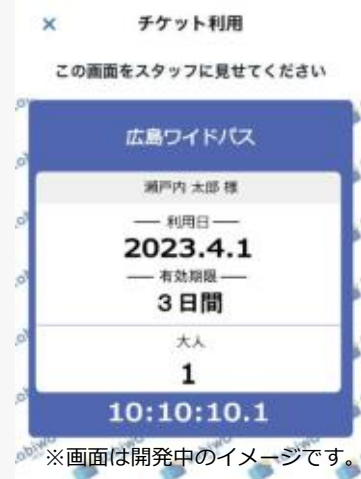 × チケット利用
この画面をスタッフに見せてください
広島ワイドパス
瀬戸内 太郎 様
利用日
2023.4.1
有効期限
3日間
大人
1
10:10:10.1
※画面は開発中のイメージです。